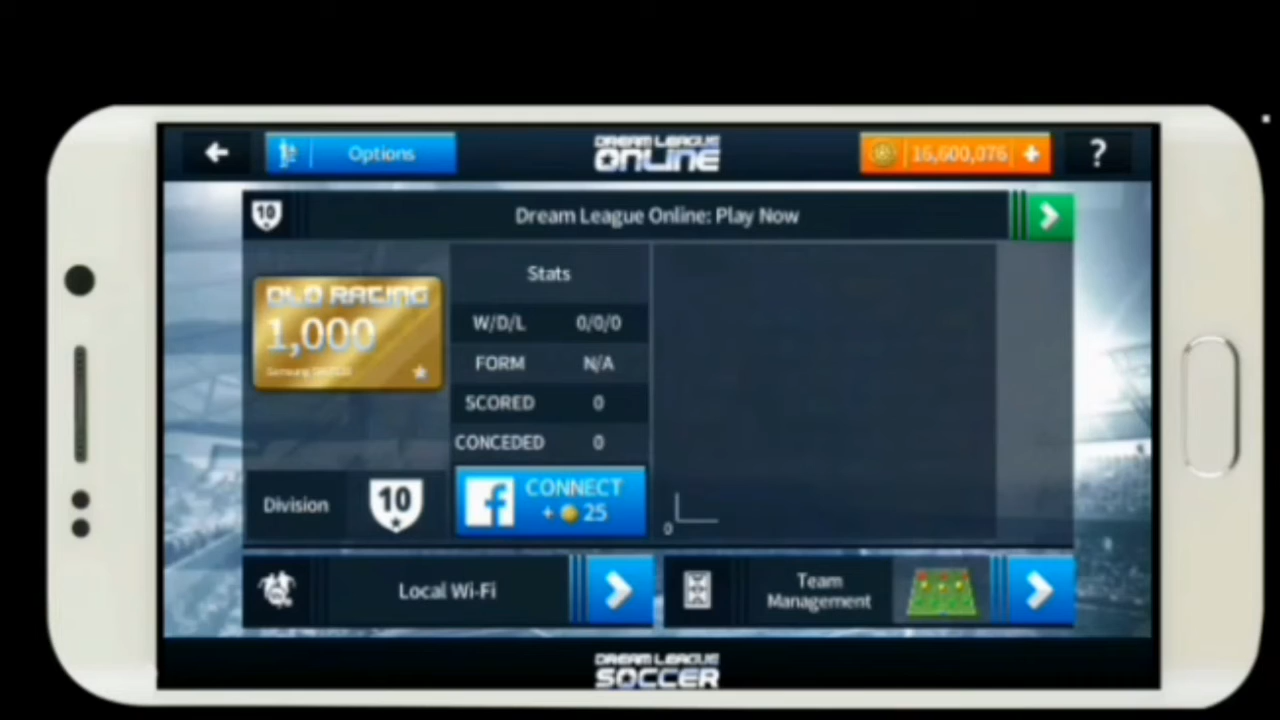 Options
DREAM LEAGUE
ONLINE
16,600,076 +
?
10
Dream League Online: Play Now
DLO RATING
1,000
Samsung
Stats
W/D/L 0/0/0
FORM N/A
SCORED 0
CONCEDED 0
Division 10
f CONNECT
+ 25
0
Local Wi-Fi
Team
Management
DREAM LEAGUE
SOCCER